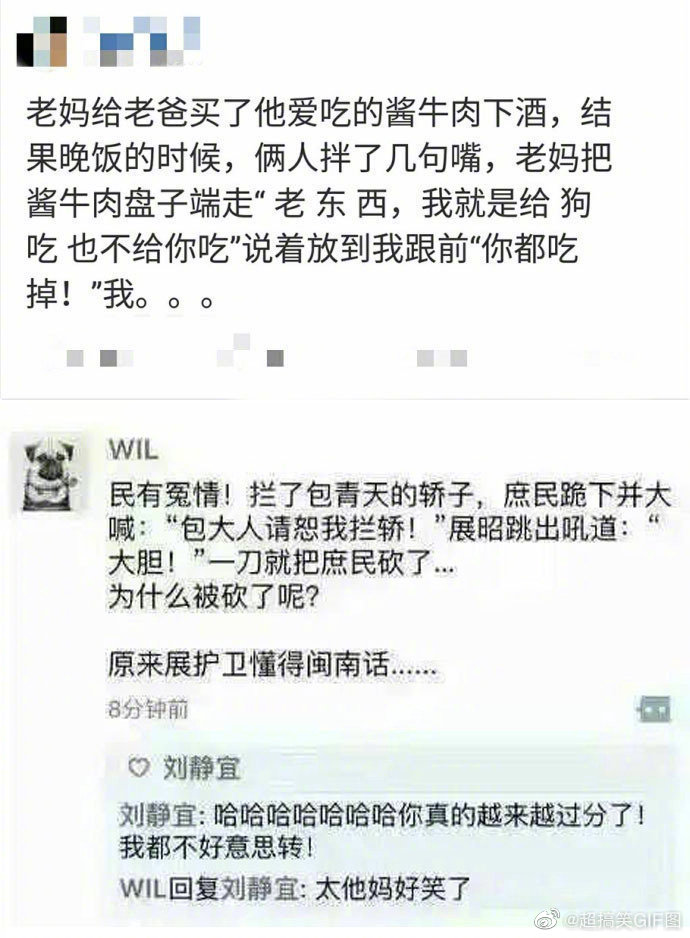 老妈给老爸买了他爱吃的酱牛肉下酒，结
果晚饭的时候，俩人拌了几句嘴，老妈把
酱牛肉盘子端走“ 老 东 西，我就是给 狗
吃 也不给你吃”说着放到我跟前“你都吃
掉！”我。。。
WIL
民有冤情！拦了包青天的轿子，庶民跪下并大
喊：“包大人请恕我拦轿！”展昭跳出吼道：“
大胆！”一刀就把庶民砍了...
为什么被砍了呢？
原来展护卫懂得闽南话......
8分钟前
刘静宜
刘静宜: 哈哈哈哈哈哈哈你真的越来越过分了！
我都不好意思转！
WIL回复刘静宜: 太他妈好笑了
@超搞笑GIF图